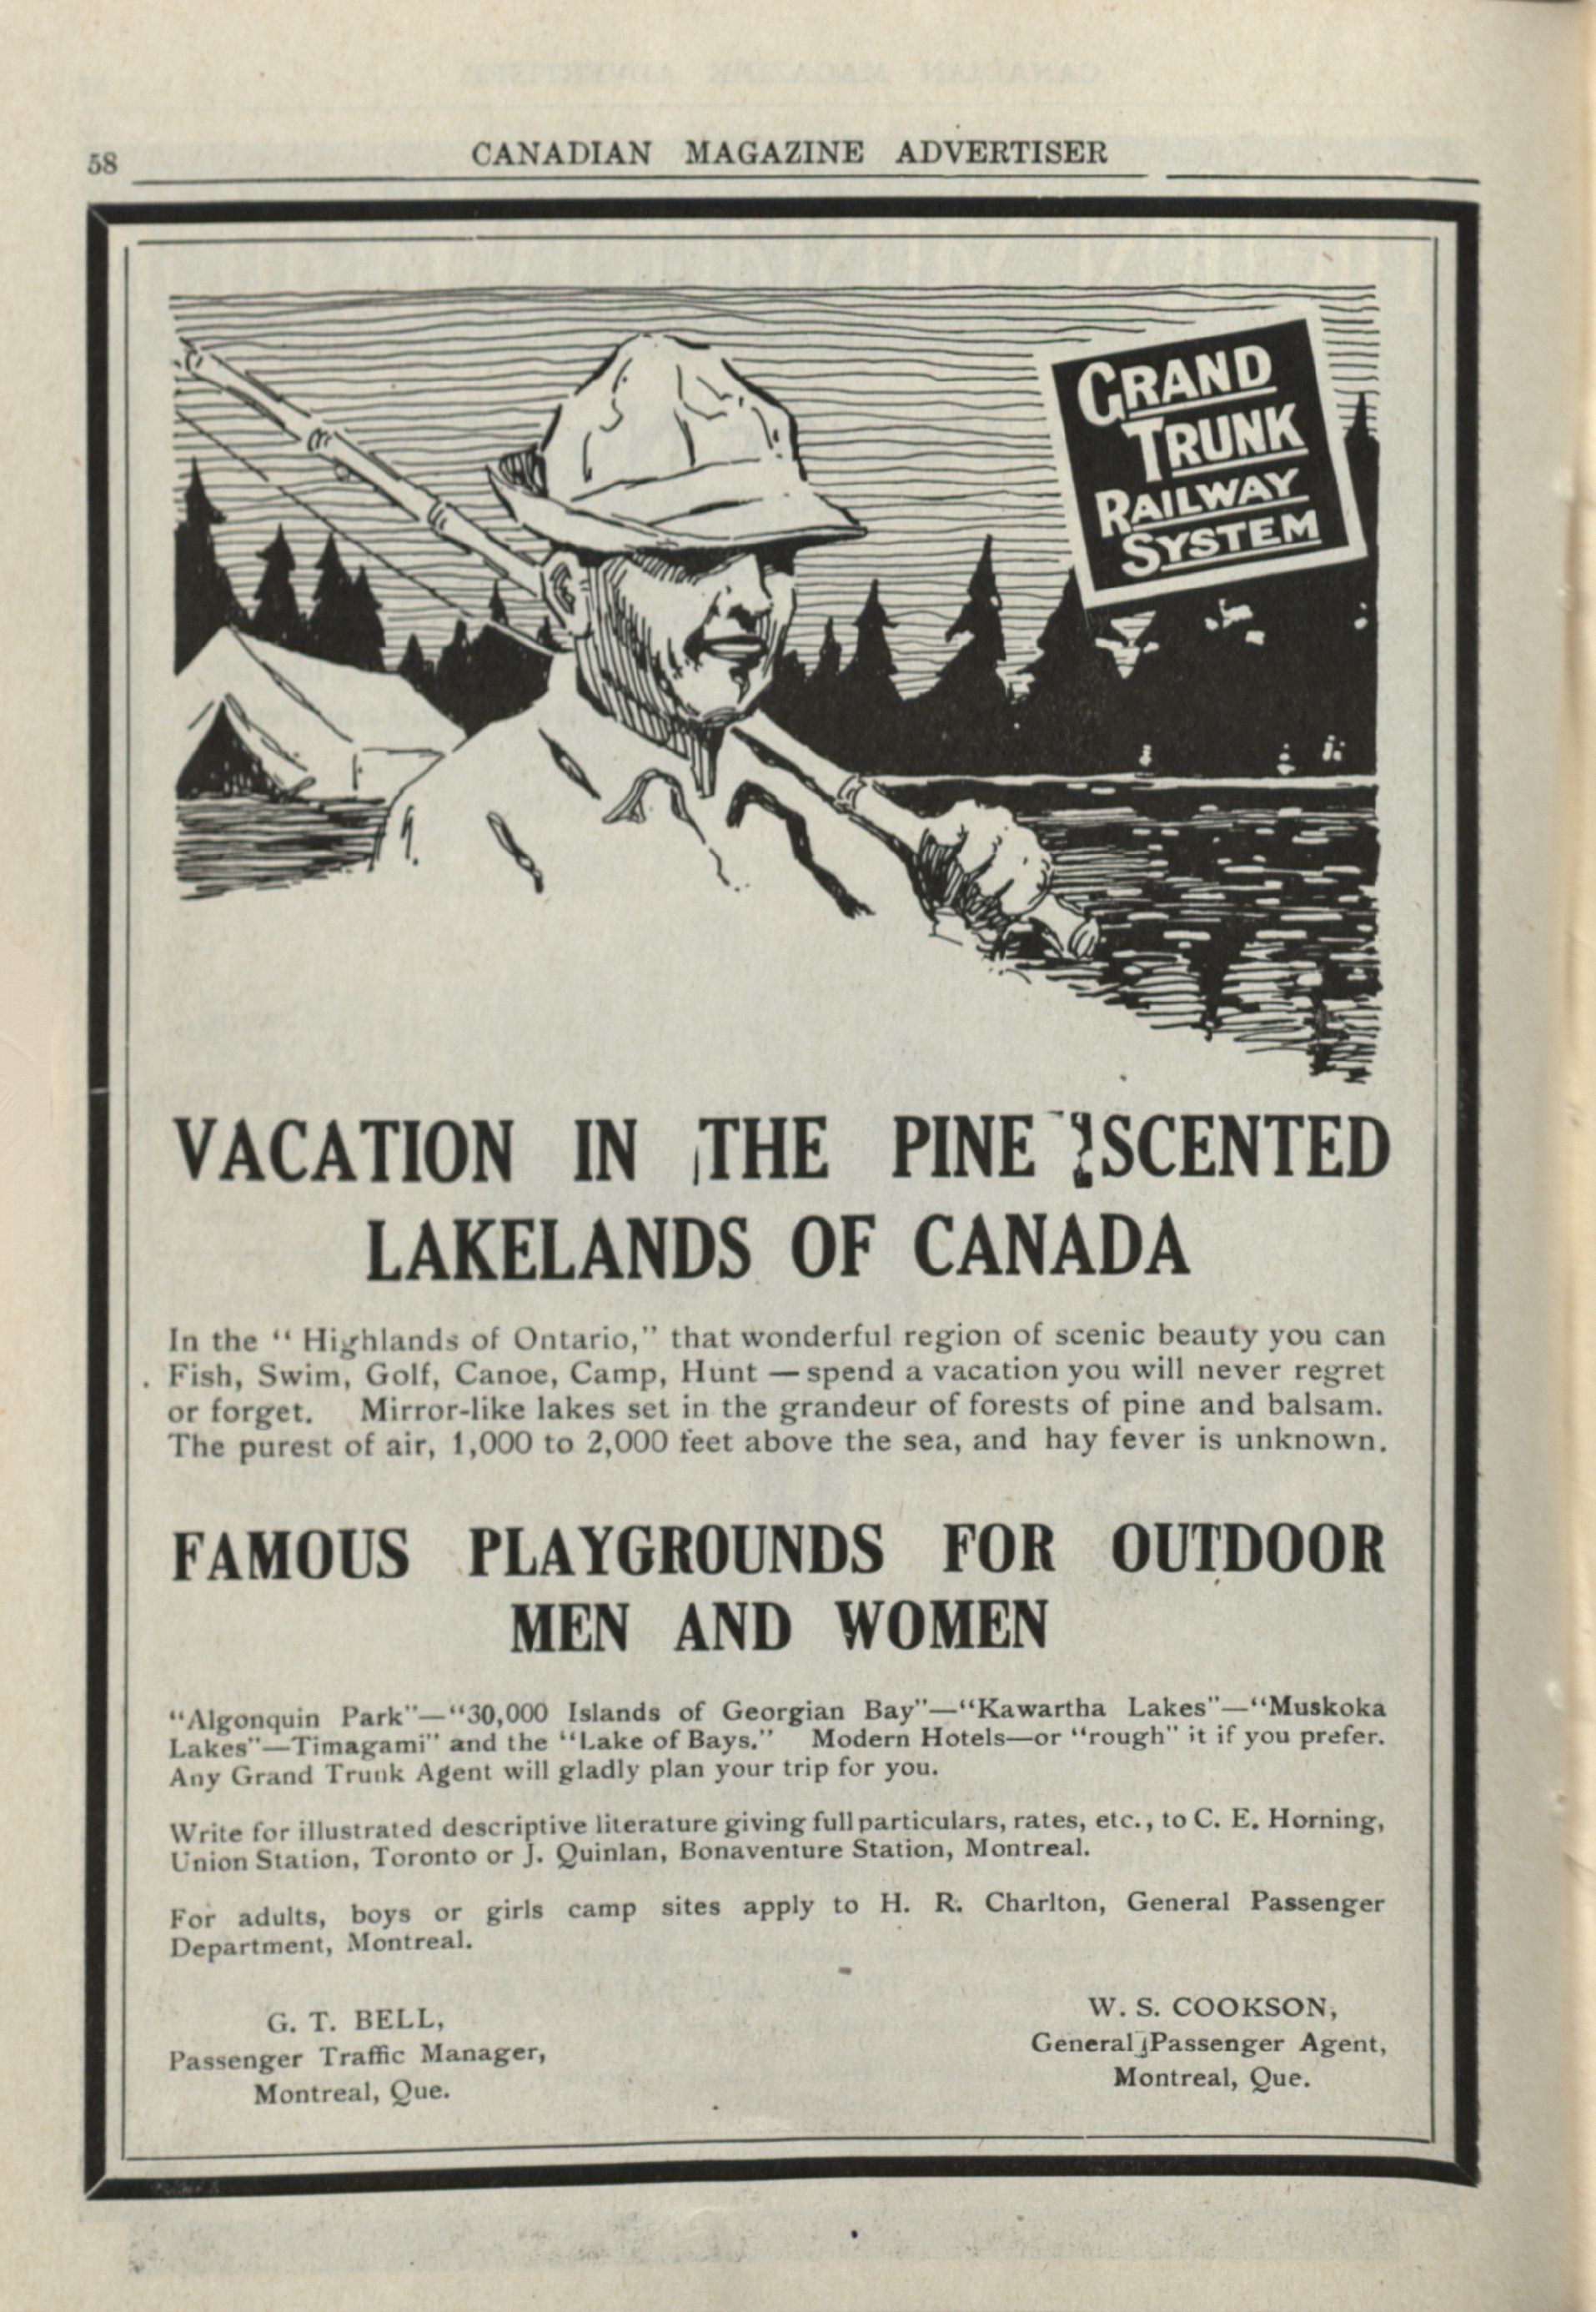 58
CANADIAN MAGAZINE ADVERTISER
GRAND
TRUNK
RAILWAY
SYSTEM
VACATION IN THE PINE SCENTED
LAKELANDS OF CANADA
In the "Highlands of Ontario," that wonderful region of scenic beauty you can
Fish, Swim, Golf, Canoe, Camp, Hunt — spend a vacation you will never regret
or forget. Mirror-like lakes set in the grandeur of forests of pine and balsam.
The purest of air, 1,000 to 2,000 feet above the sea, and hay fever is unknown.
FAMOUS PLAYGROUNDS FOR OUTDOOR
MEN AND WOMEN
"Algonquin Park"—"30,000 Islands of Georgian Bay"—"Kawartha Lakes"—"Muskoka
Lakes"—Timagami" and the "Lake of Bays." Modern Hotels—or "rough" it if you prefer.
Any Grand Trunk Agent will gladly plan your trip for you.
Write for illustrated descriptive literature giving full particulars, rates, etc., to C. E. Horning,
Union Station, Toronto or J. Quinlan, Bonaventure Station, Montreal.
For adults, boys or girls camp sites apply to H. R. Charlton, General Passenger
Department, Montreal.
G. T. BELL,
Passenger Traffic Manager,
Montreal, Que.
W. S. COOKSON,
General Passenger Agent,
Montreal, Que.